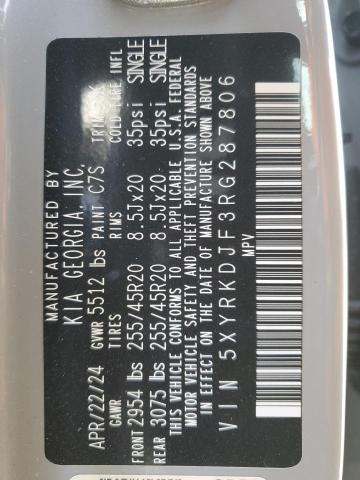 MANUFACTURED BY
KIA GEORGIA, INC.
APR/22/24 GVWR 5512 lbs PAINT C7S TRIM
GAWR TIRES RIMS COLD TIRE INFL
FRONT 2954 lbs 255/45R20 8.5Jx20 35psi SINGLE
REAR 3075 lbs 255/45R20 8.5Jx20 35psi SINGLE
THIS VEHICLE CONFORMS TO ALL APPLICABLE U.S.A. FEDERAL
MOTOR VEHICLE SAFETY AND THEFT PREVENTION STANDARDS
IN EFFECT ON THE DATE OF MANUFACTURE SHOWN ABOVE.
VIN 5XYRKDJF3RG287806
MPV